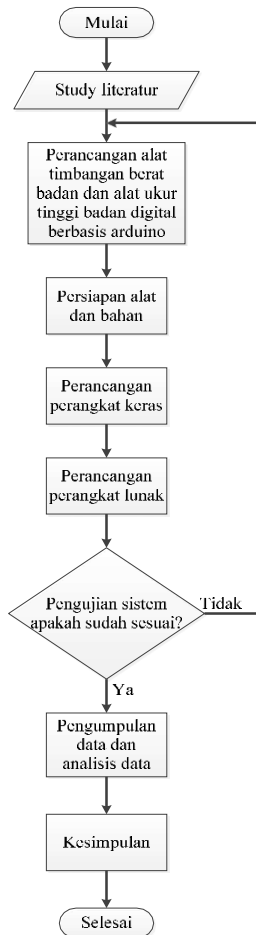 Mulai
Study literatur
Perancangan alat
timbangan berat
badan dan alat ukur
tinggi badan digital
berbasis arduino
Persiapan alat
dan bahan
Perancangan
perangkat keras
Perancangan
perangkat lunak
Pengujian sistem
apakah sudah sesuai?
Tidak
Ya
Pengumpulan
data dan
analisis data
Kesimpulan
Selesai